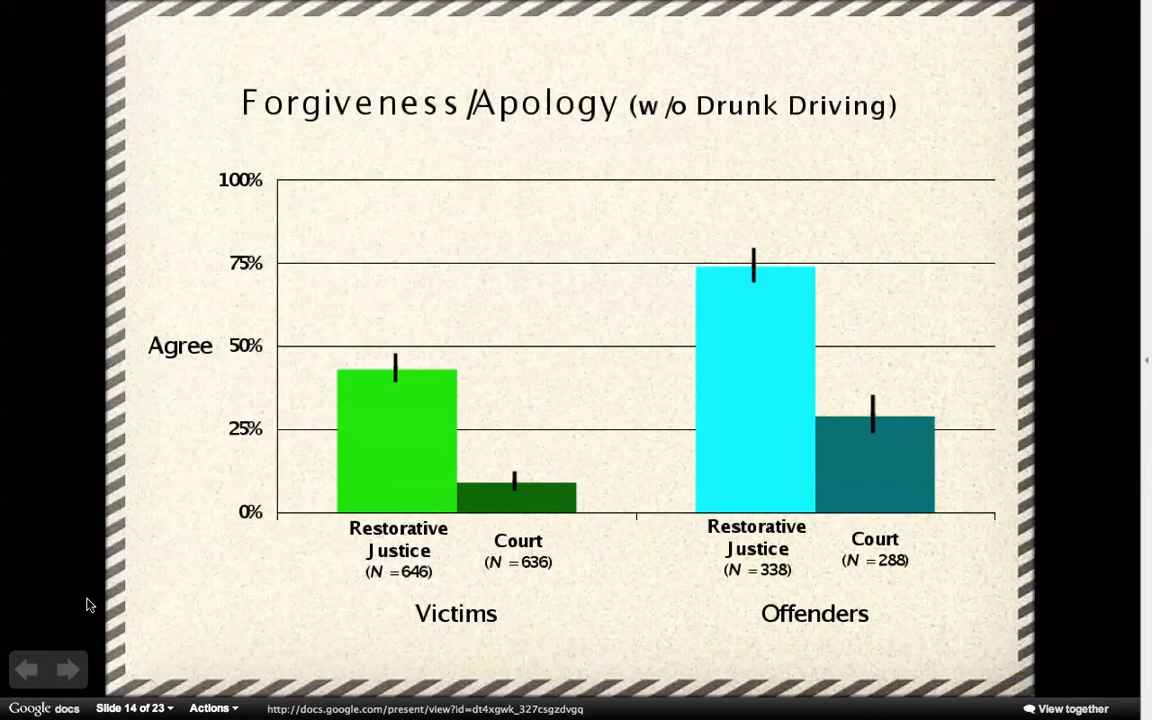 Forgiveness/Apology (w/o Drunk Driving)
100%
75%
Agree 50%
25%
0%
Restorative
Justice
(N =646)
Court
(N =636)
Restorative
Justice
(N =338)
Court
(N =288)
Victims
Offenders
Google docs Slide 14 of 23 Actions http://docs.google.com/present/view?id=dt4xgwk_327csgzdvgq View together